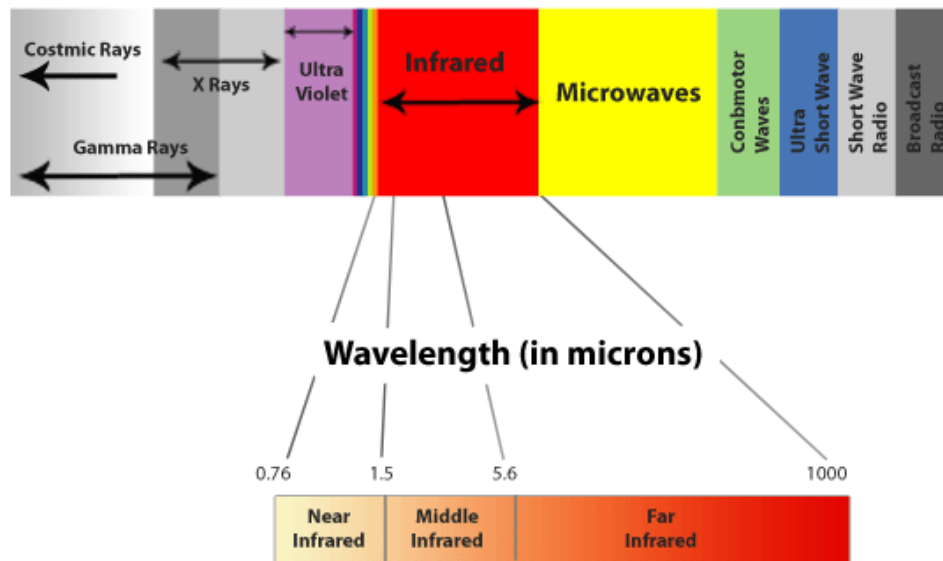 Costmic Rays
X Rays
Gamma Rays
Ultra
Violet
Infrared
Microwaves
Conbmotor
Waves
Ultra
Short Wave
Short Wave
Radio
Broadcast
Radio
Wavelength (in microns)
0.76
1.5
5.6
1000
Near
Infrared
Middle
Infrared
Far
Infrared